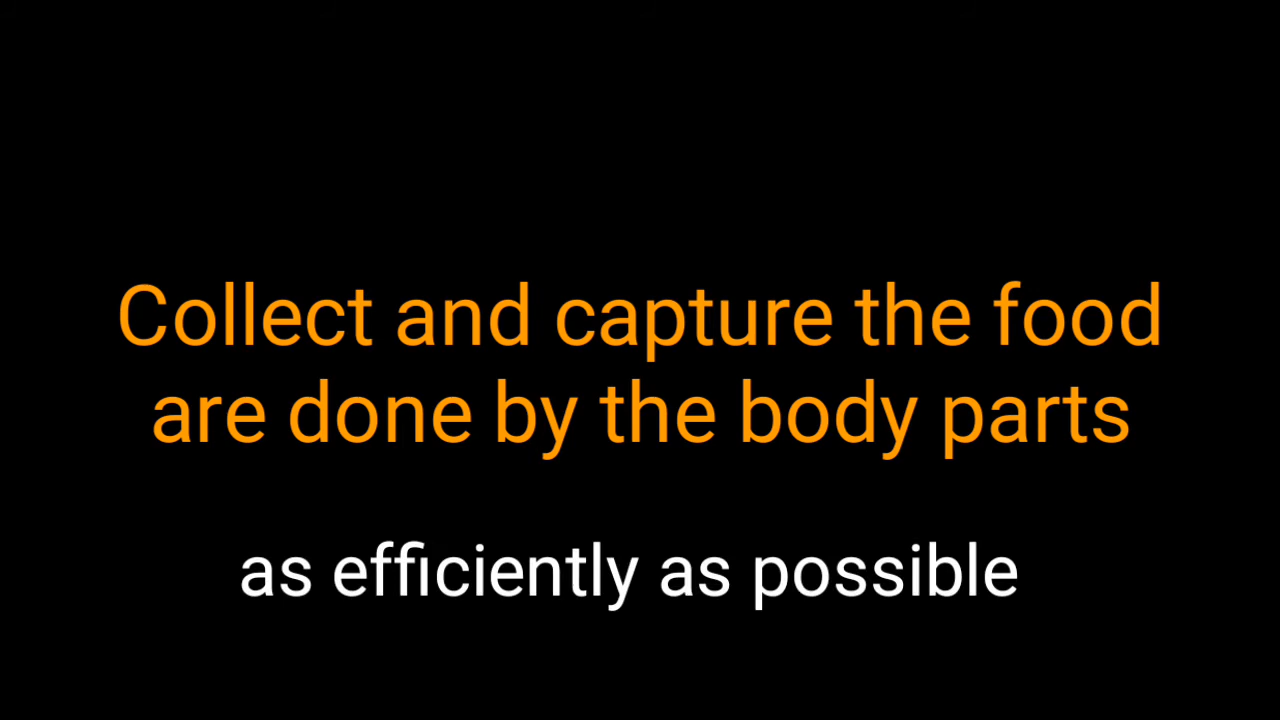 Collect and capture the food
are done by the body parts
as efficiently as possible